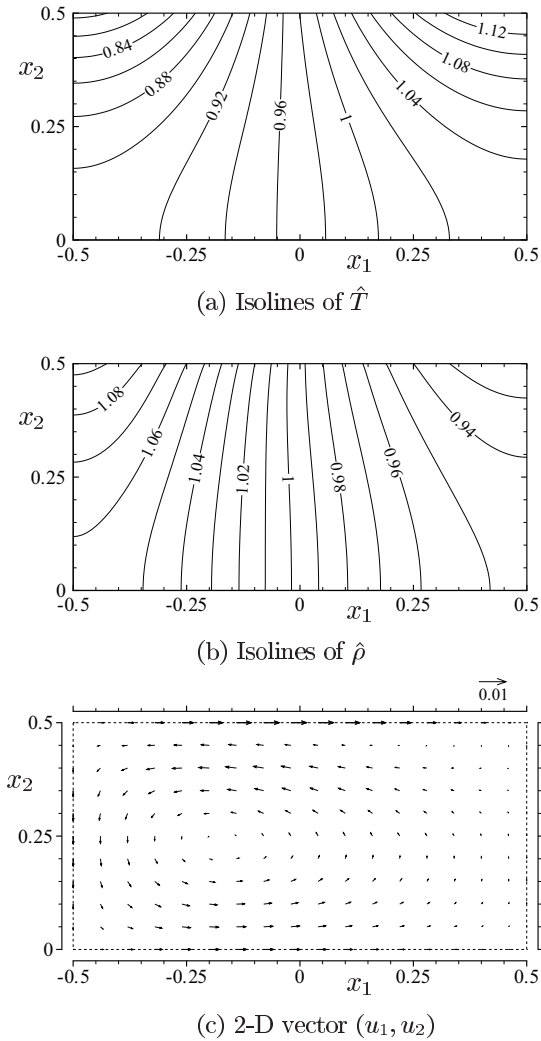 0.5
0.84
1.12
x₂
0.88
1.08
0.92
0.96
1
1.04
0.25
0
-0.5 -0.25 0 0.25 0.5
x₁
(a) Isolines of T̂
0.5
1.08
x₂
1.06
0.94
1.04
1.02
1
0.98
0.96
0.25
0
-0.5 -0.25 0 0.25 0.5
x₁
(b) Isolines of ρ̂
0.01
0.5
x₂
0.25
0
-0.5 -0.25 0 0.25 0.5
x₁
(c) 2-D vector (u₁, u₂)